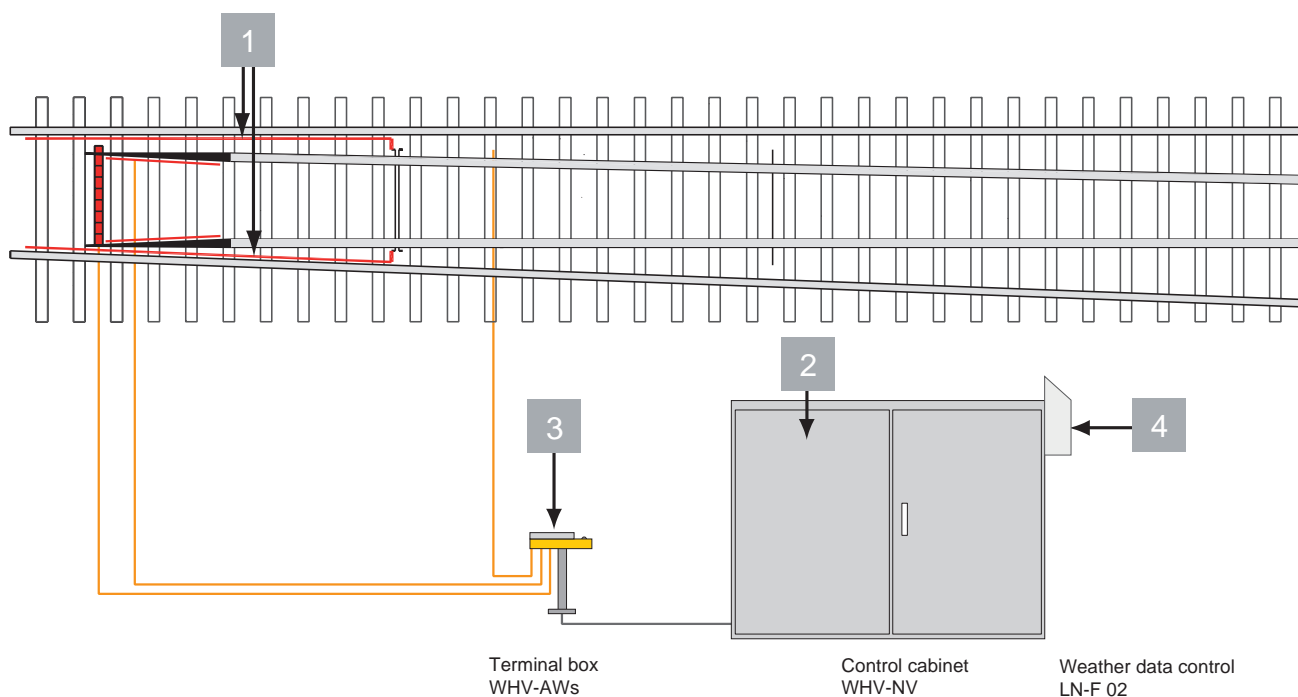 1
2
3
4
Terminal box
WHV-AWs
Control cabinet
WHV-NV
Weather data control
LN-F 02